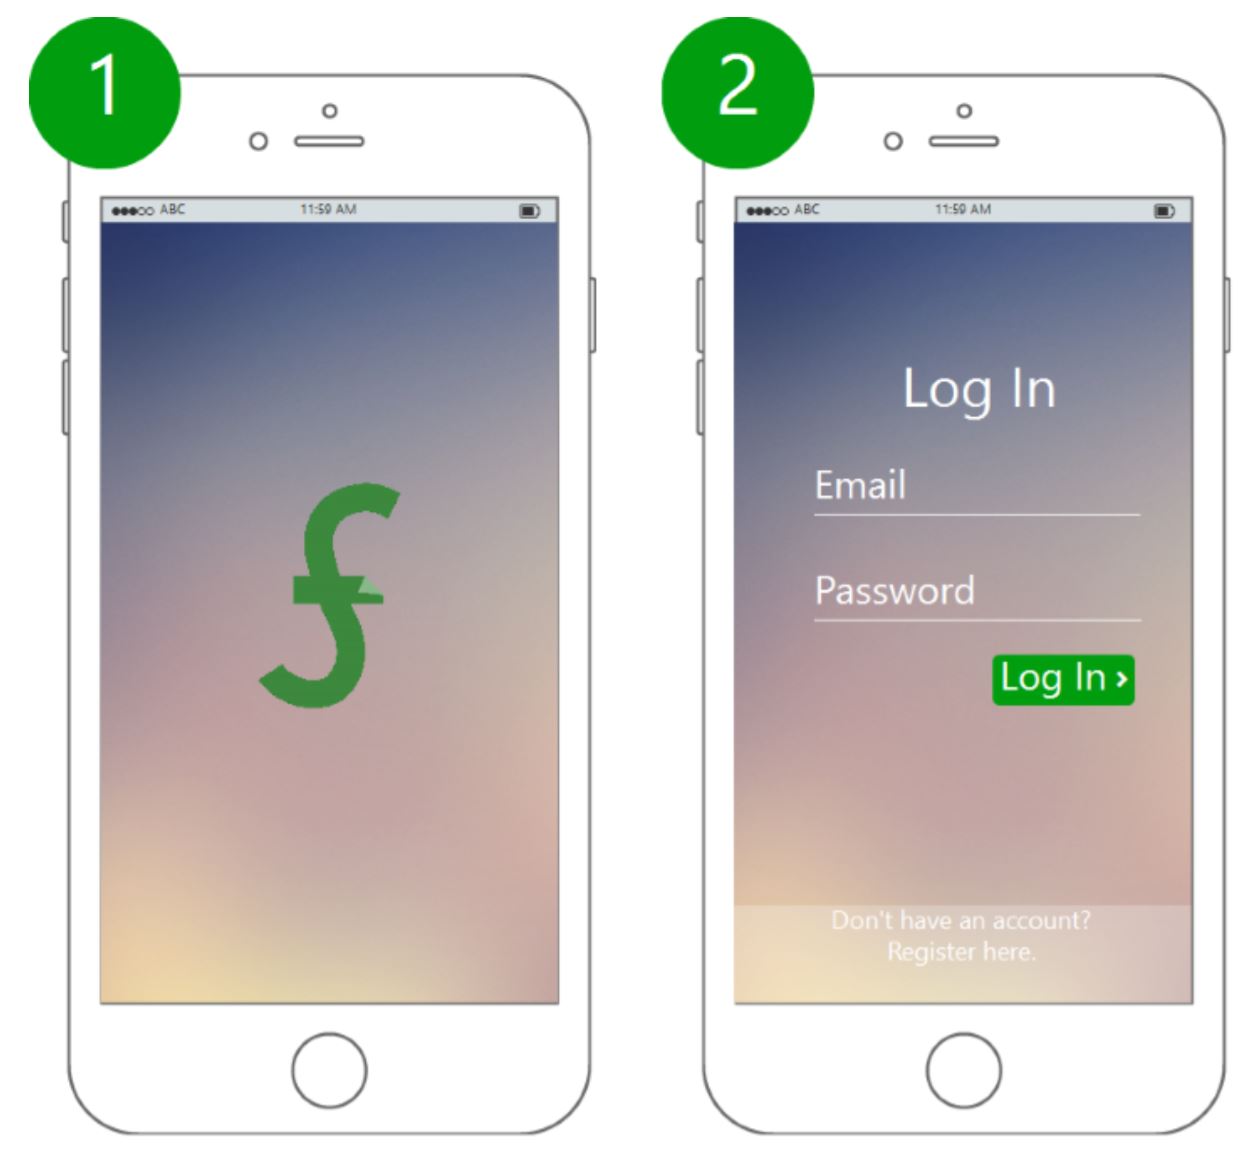 1
ABC
11:59 AM
2
ABC
11:59 AM
Log In
Email
Password
Log In ›
Don't have an account?
Register here.